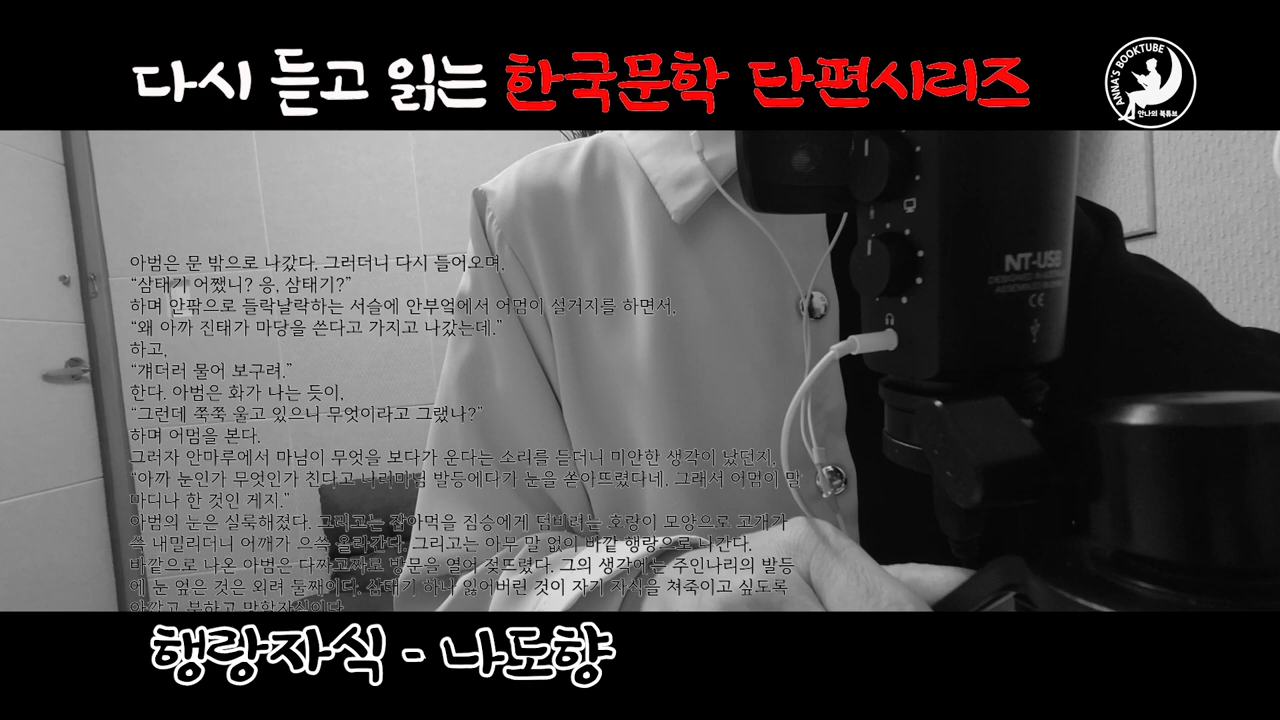 다시 듣고 읽는 한국문학 단편시리즈
ANNA'S BOOKTUBE
안나의 북튜브
아범은 문 밖으로 나갔다. 그러더니 다시 들어오며,
“삼태기 어쨌니? 응, 삼태기?”
하며 안팎으로 들락날락하는 서슬에 안부엌에서 어멈이 설거지를 하면서,
“왜 아까 진태가 마당을 쓴다고 가지고 나갔는데.”
하고,
“걔더러 물어 보구려.”
한다. 아범은 화가 나는 듯이,
“그런데 쭉쭉 울고 있으니 무엇이라고 그랬나?”
하며 어멈을 본다.
그러자 안마루에서 마님이 무엇을 보다가 운다는 소리를 듣더니 미안한 생각이 났던지,
“아까 눈인가 무엇인가 친다고 나리마님 발등에다가 눈을 쏟아뜨렸다네. 그래서 어멈이 말
마디나 한 것인 게지.”
아범의 눈은 실룩해졌다. 그리고는 잡아먹을 짐승에게 덤비려는 호랑이 모양으로 고개가
쓱 내밀리더니 어깨가 으쓱 올라간다. 그리고는 아무 말 없이 바깥 행랑으로 나간다.
바깥으로 나온 아범은 다짜고짜로 방문을 열어 젖뜨렸다. 그의 생각에는 주인나리의 발등
에 눈 엎은 것은 외려 둘째이다. 삼태기 하나 잃어버린 것이 자기 자식을 쳐죽이고 싶도록
아깝고 분하고 망할자식이다.
NT-USB
CE
행랑자식 - 나도향